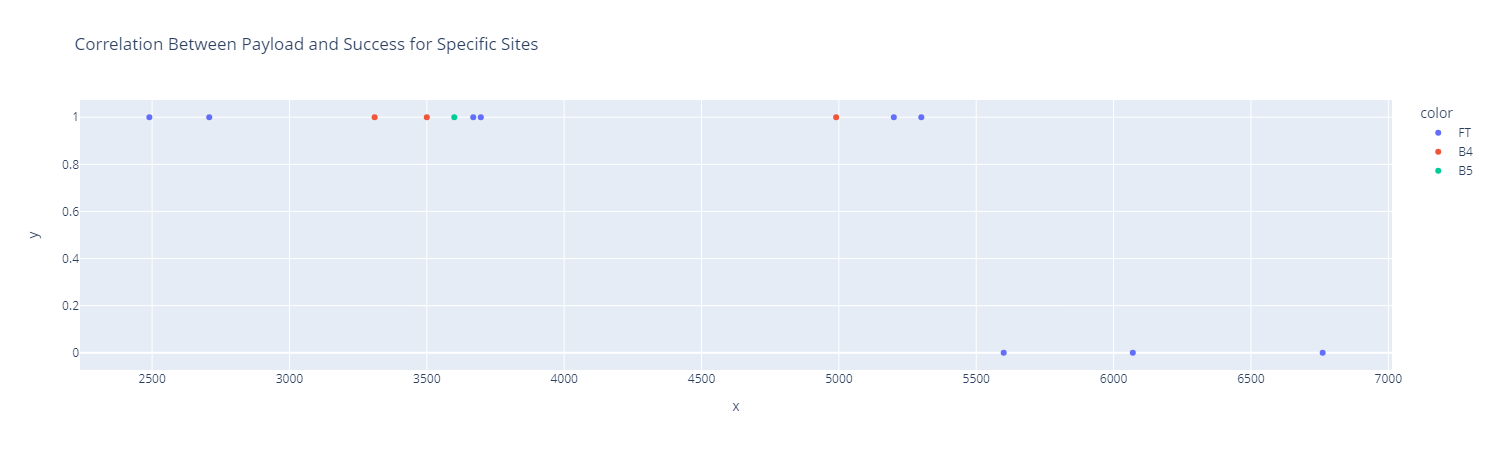 Correlation Between Payload and Success for Specific Sites
color
FT
B4
B5
1
0.8
0.6
0.4
0.2
0
y
2500 3000 3500 4000 4500 5000 5500 6000 6500 7000
x